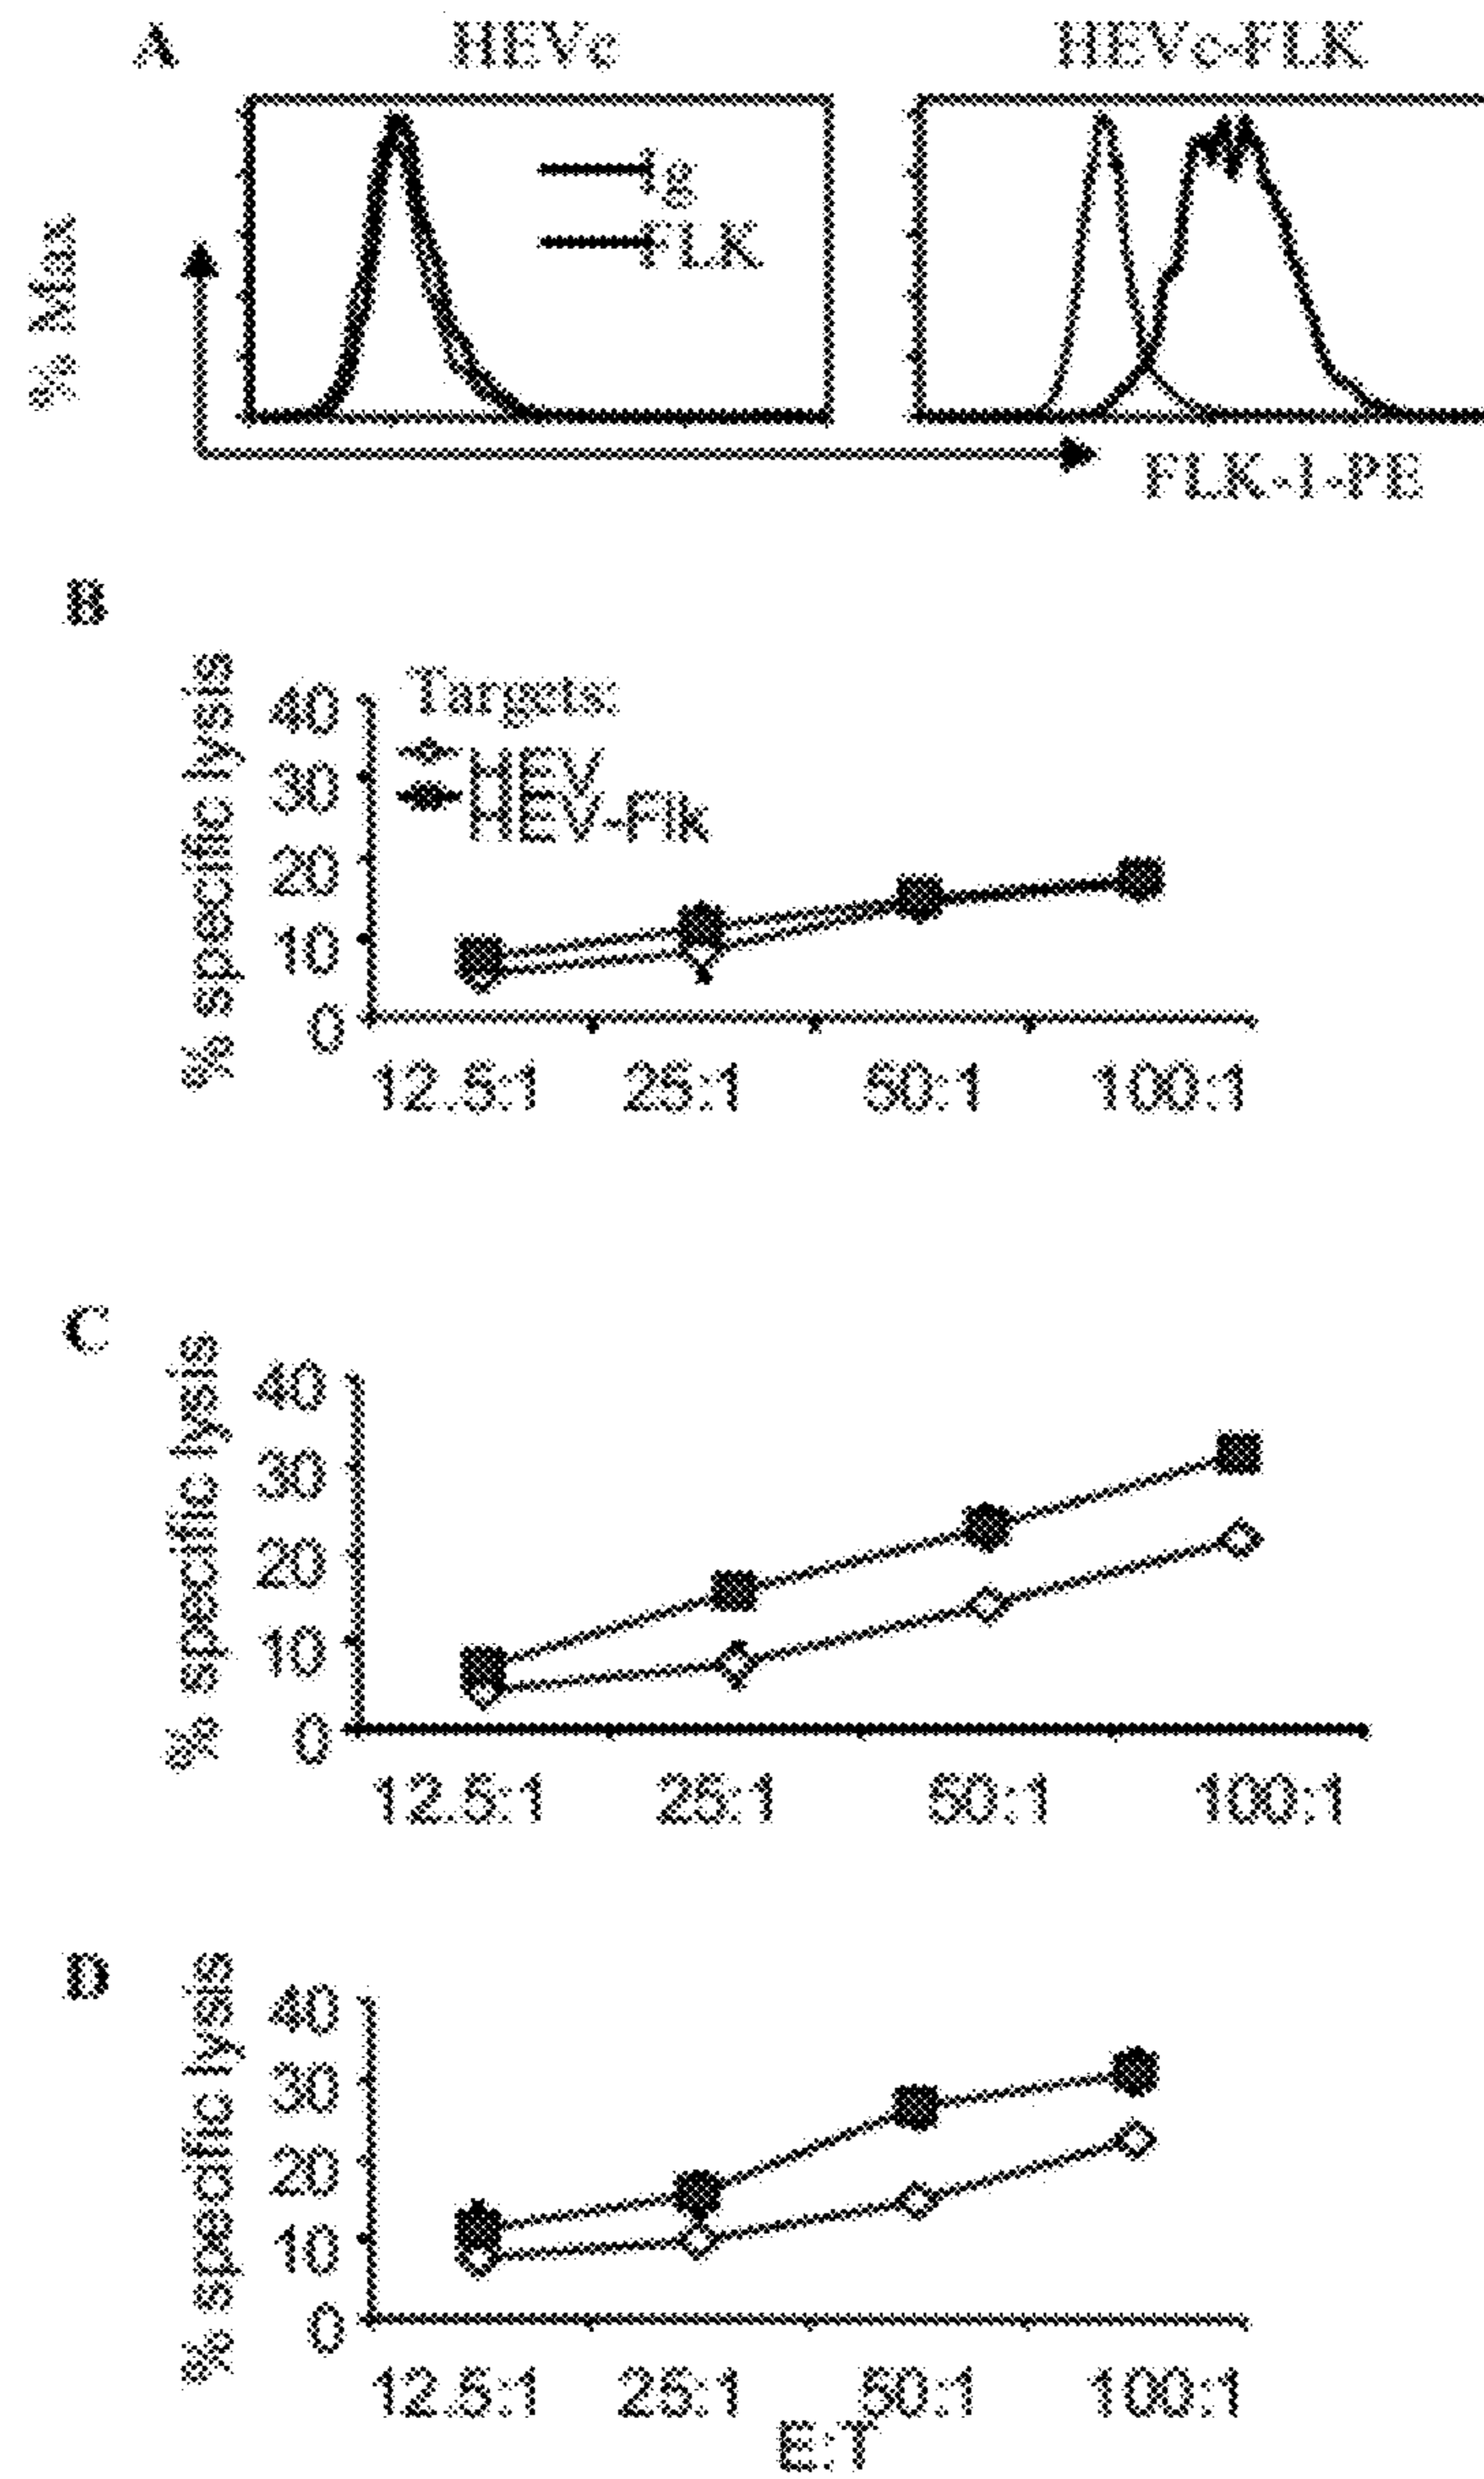 A
HEVc
HEVc-FLK
% Max
Ig
FLK
FLK-1-PE
B
% specific lysis
40
30
20
10
0
Targets:
HEV
HEV-Flk
12.5:1 25:1 50:1 100:1
C
% specific lysis
40
30
20
10
0
12.5:1 25:1 50:1 100:1
D
% specific lysis
40
30
20
10
0
12.5:1 25:1 50:1 100:1
E:T